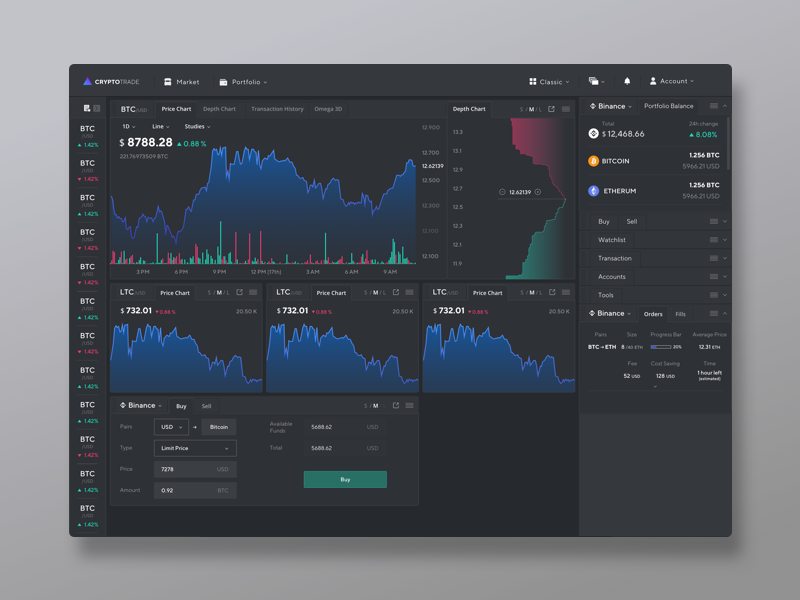 CRYPTOTRADE Market Portfolio Classic Account
BTC
/USD
1.42%
BTC
/USD
1.42%
BTC
/USD
1.42%
BTC
/USD
1.42%
BTC
/USD
1.42%
BTC
/USD
1.42%
BTC
/USD
1.42%
BTC
/USD
1.42%
BTC
/USD
1.42%
BTC
/USD
1.42%
BTC
/USD
1.42%
BTC
/USD
1.42%
BTC/USD Price Chart Depth Chart Transaction History Omega 3D
1D Line Studies
$ 8788.28 0.88 %
221.76973509 BTC
12.900
12.700
12.62139
12.500
12.300
12.200
12.100
3 PM 6 PM 9 PM 12 PM (17th) 3 AM 6 AM 9 AM
Depth Chart S / M / L
13.3
13.1
12.9
12.7
12.62139
12.5
12.3
12.1
11.9
LTC/USD Price Chart S / M / L
$ 732.01 0.88 % 20.50 K
LTC/USD Price Chart S / M / L
$ 732.01 0.88 % 20.50 K
LTC/USD Price Chart S / M / L
$ 732.01 0.88 % 20.50 K
Binance Buy Sell S / M
Pairs USD Bitcoin
Type Limit Price
Price 7278 USD
Amount 0.92 BTC
Available Funds 5688.62 USD
Total 5688.62 USD
Buy
Binance Portfolio Balance
Total 24h change
$ 12,468.66 8.08%
BITCOIN 1.256 BTC
5966.21 USD
ETHERUM 1.256 BTC
5966.21 USD
Buy Sell
Watchlist
Transaction
Accounts
Tools
Binance Orders Fills
Pairs Size Progress Bar Average Price
BTC → ETH 8 /40 ETH 20% 12.31 ETH
Fee Cost Saving Time
52 USD 128 USD 1 hour left
(estimated)